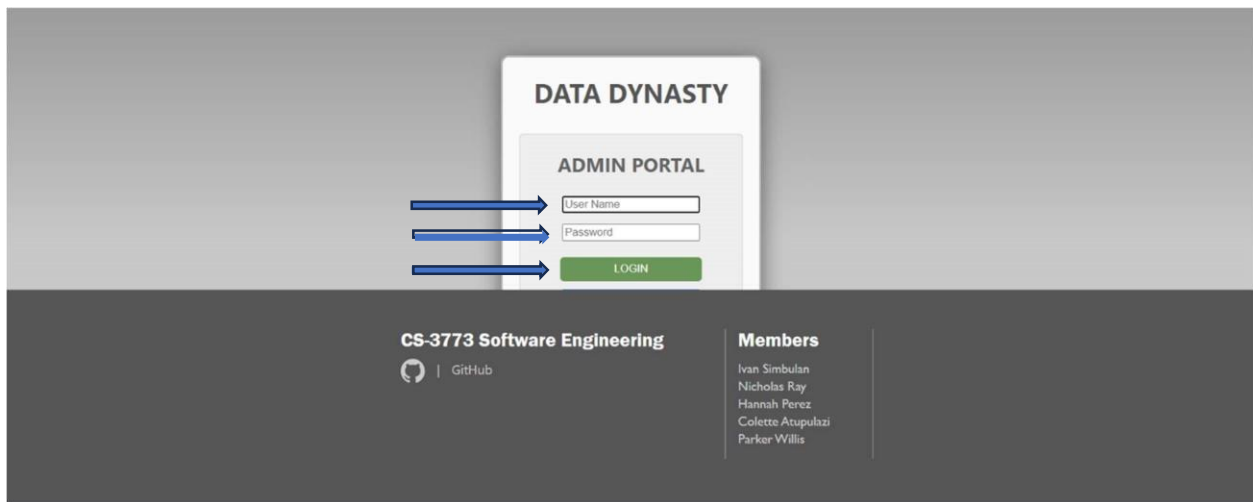 DATA DYNASTY
ADMIN PORTAL
User Name
Password
LOGIN
CS-3773 Software Engineering
| GitHub
Members
Ivan Simbulan
Nicholas Ray
Hannah Perez
Colette Atupulazi
Parker Willis